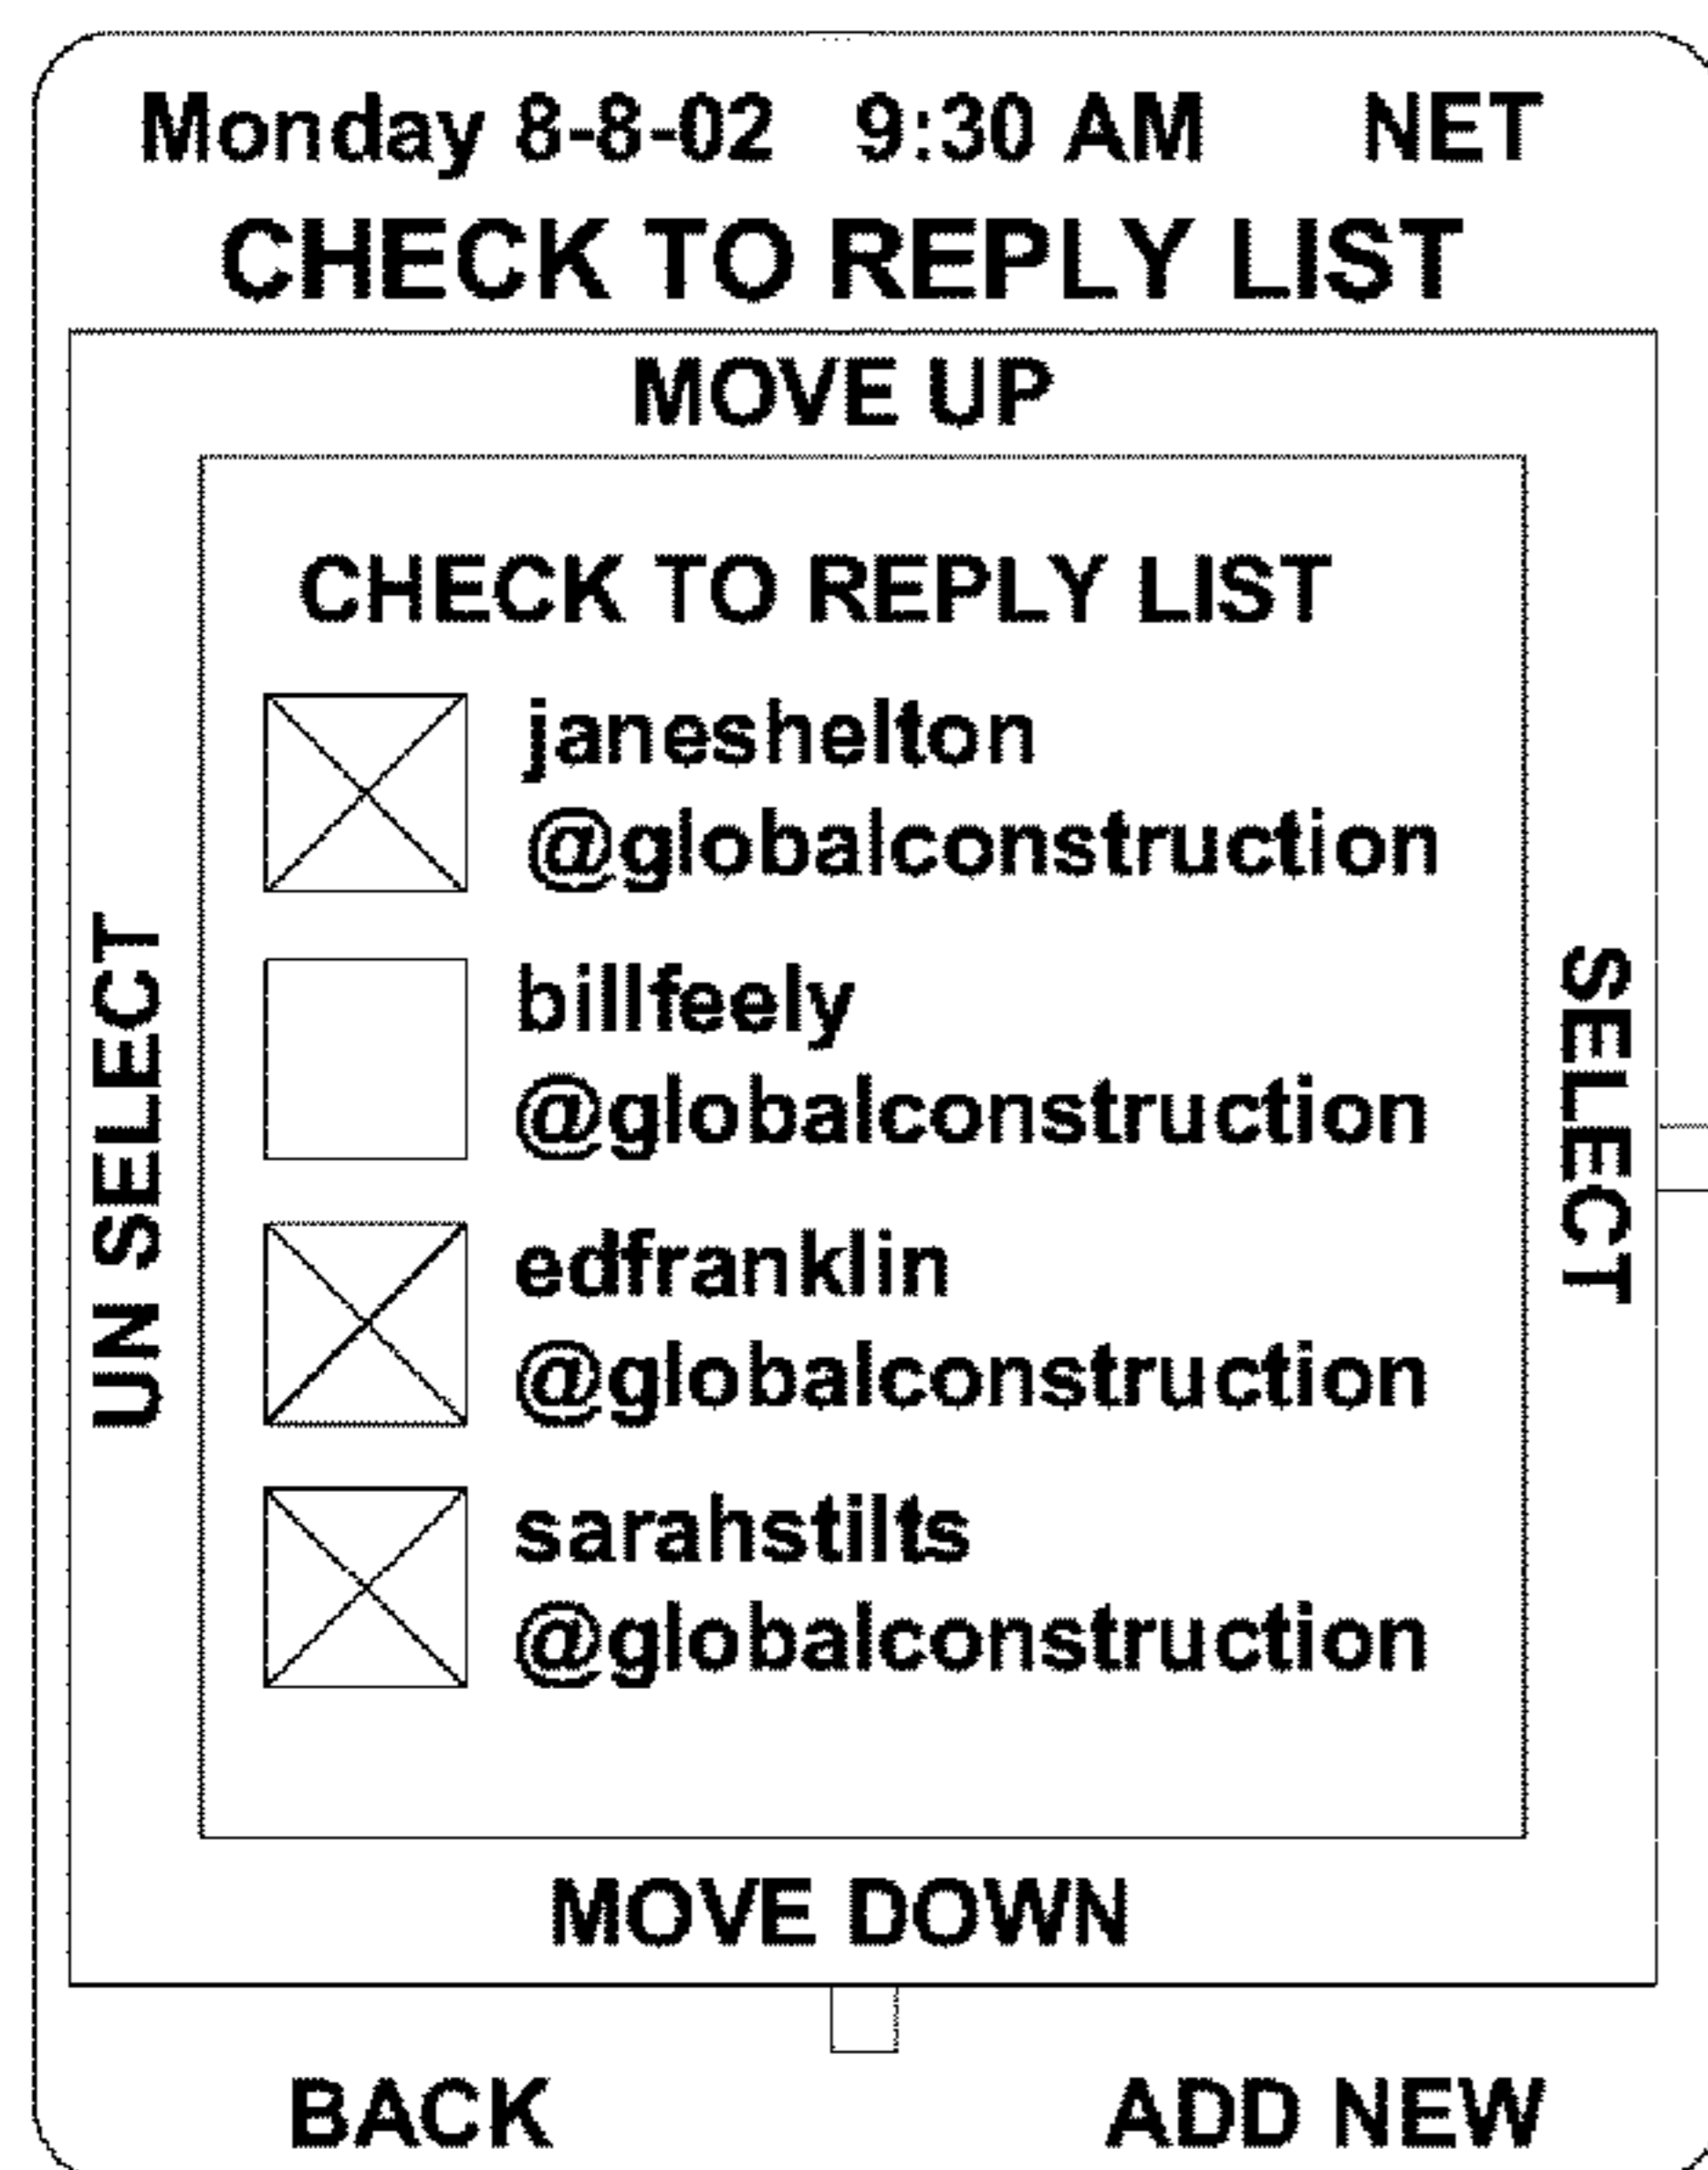 Monday 8-8-02 9:30 AM NET
CHECK TO REPLY LIST
MOVE UP
CHECK TO REPLY LIST
janeshelton
@globalconstruction
billfeely
@globalconstruction
edfranklin
@globalconstruction
sarahstilts
@globalconstruction
UN SELECT
SELECT
MOVE DOWN
BACK ADD NEW